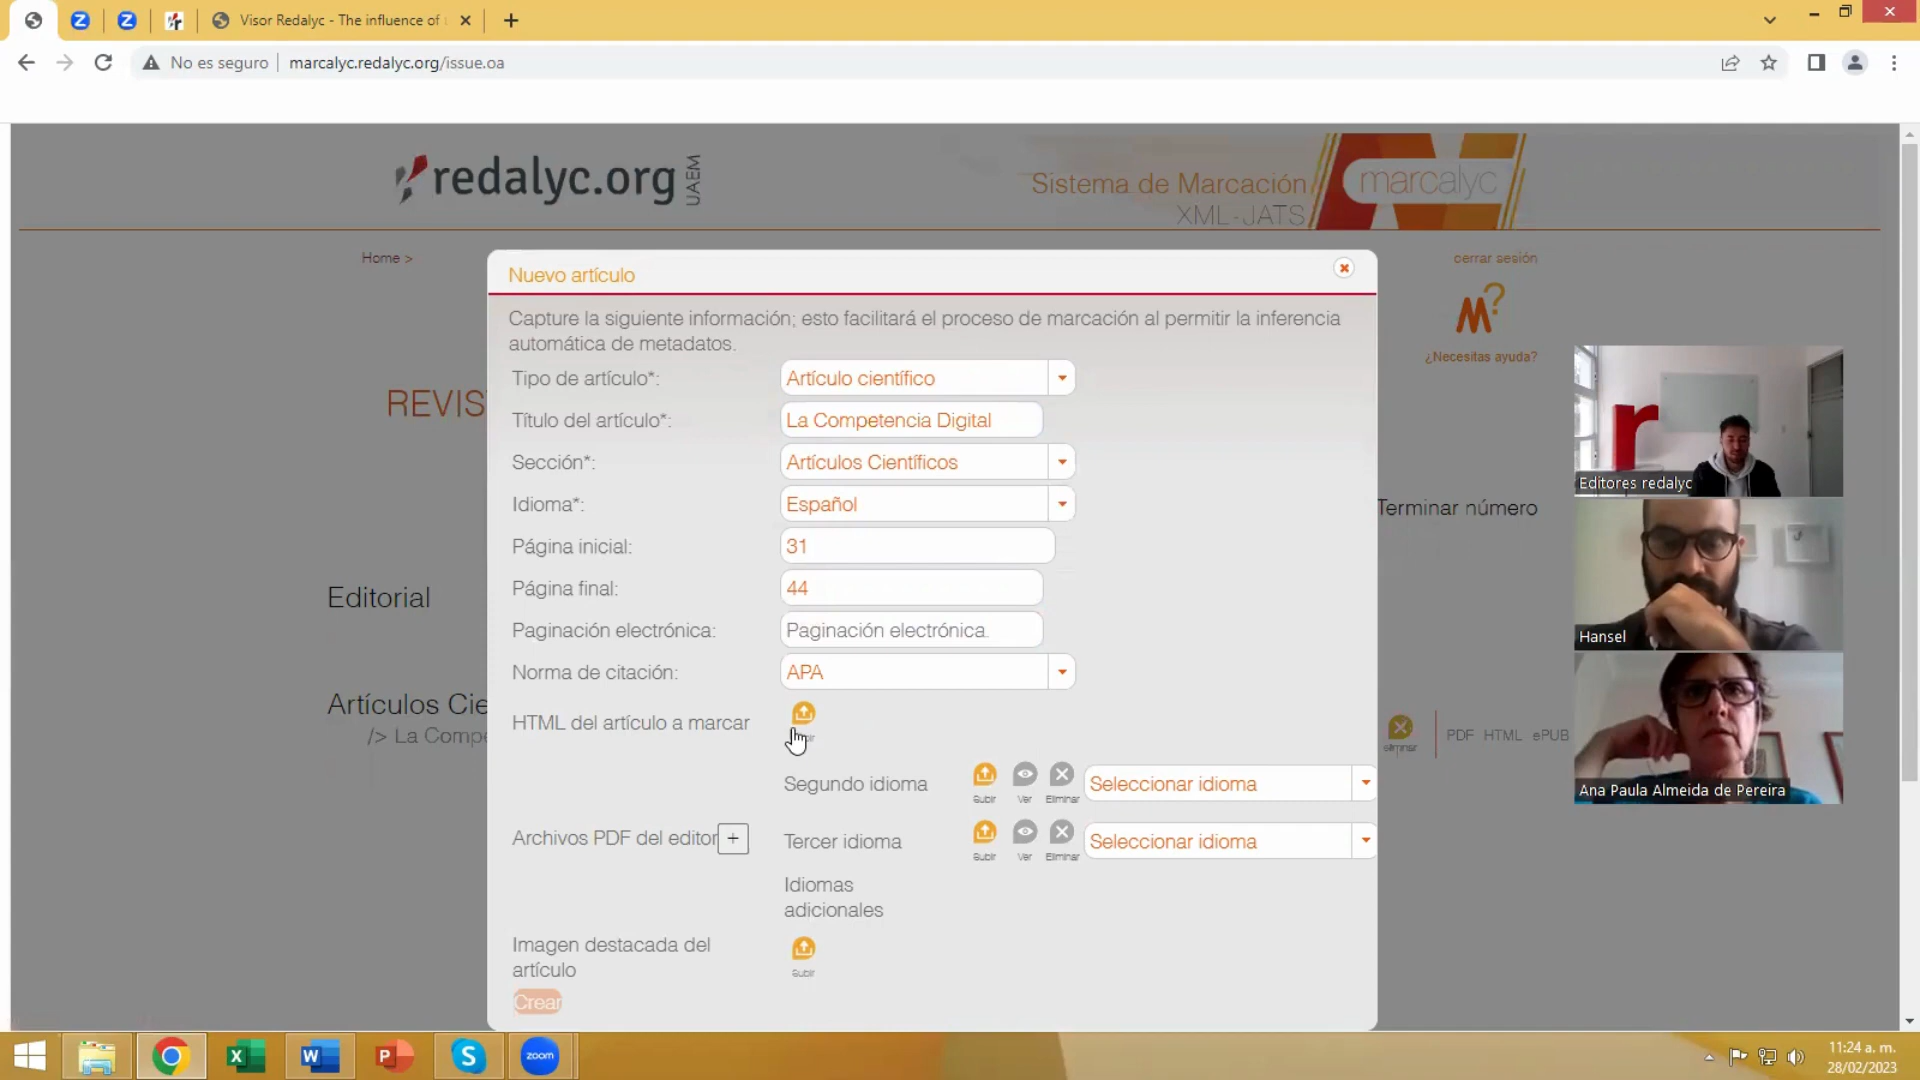 Visor Redalyc - The influence of
No es seguro
marcalyc.redalyc.org/issue.oa
redalyc.org UAEM
Sistema de Marcación
XML-JATS
marcalyc
Home >
cerrar sesión
¿Necesitas ayuda?
REVIS
Nuevo artículo
Capture la siguiente información; esto facilitará el proceso de marcación al permitir la inferencia
automática de metadatos.
Tipo de artículo*:
Artículo científico
Título del artículo*:
La Competencia Digital
Sección*:
Artículos Científicos
Idioma*:
Español
Página inicial:
31
Página final:
44
Paginación electrónica:
Paginación electrónica.
Norma de citación:
APA
HTML del artículo a marcar
Segundo idioma
Subir
Ver
Eliminar
Seleccionar idioma
Archivos PDF del editor
+
Tercer idioma
Subir
Ver
Eliminar
Seleccionar idioma
Idiomas
adicionales
Imagen destacada del
artículo
Subir
Crear
Terminar número
Editorial
Artículos Cie
/> La Compe
eliminar
PDF HTML ePUB
Editores redalyc
Hansel
Ana Paula Almeida de Pereira
zoom
11:24 a. m.
28/02/2023